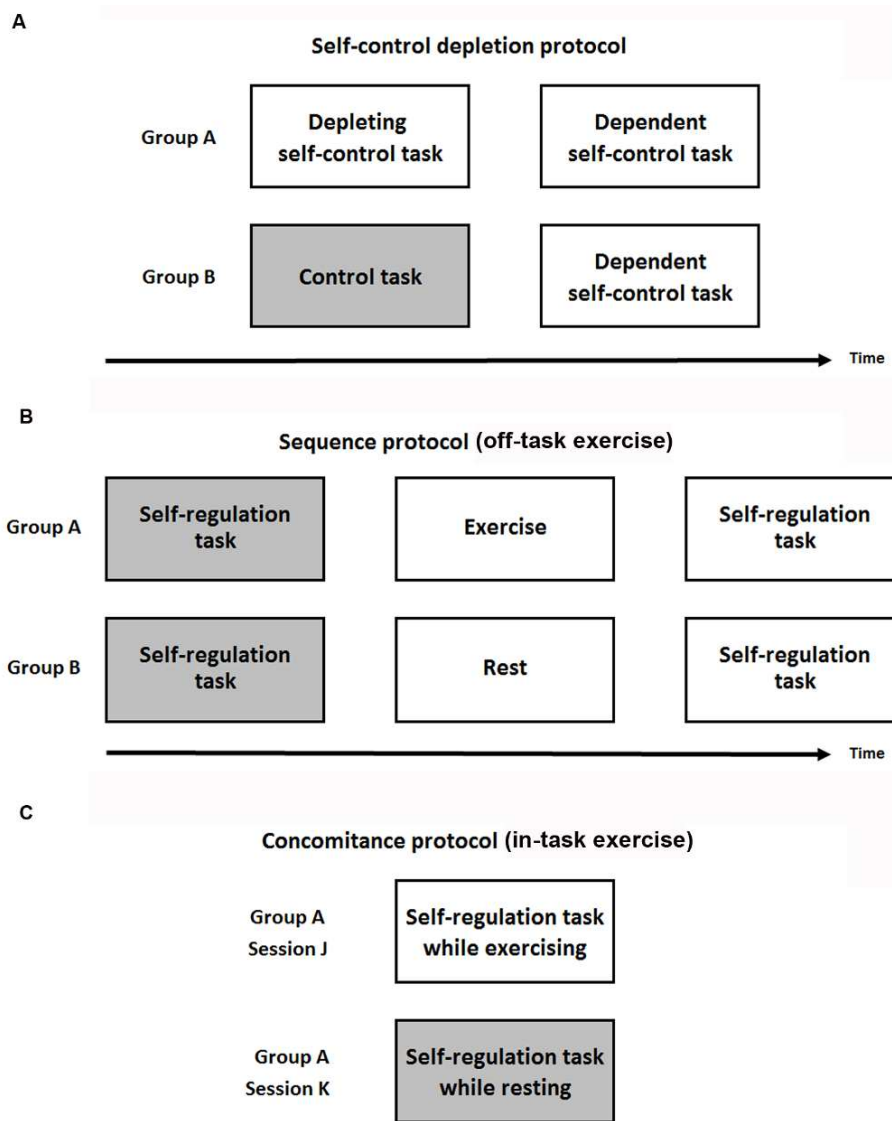 A
Self-control depletion protocol
Group A
Depleting
self-control task
Dependent
self-control task
Group B
Control task
Dependent
self-control task
Time
B
Sequence protocol (off-task exercise)
Group A
Self-regulation
task
Exercise
Self-regulation
task
Group B
Self-regulation
task
Rest
Self-regulation
task
Time
C
Concomitance protocol (in-task exercise)
Group A
Session J
Self-regulation task
while exercising
Group A
Session K
Self-regulation task
while resting